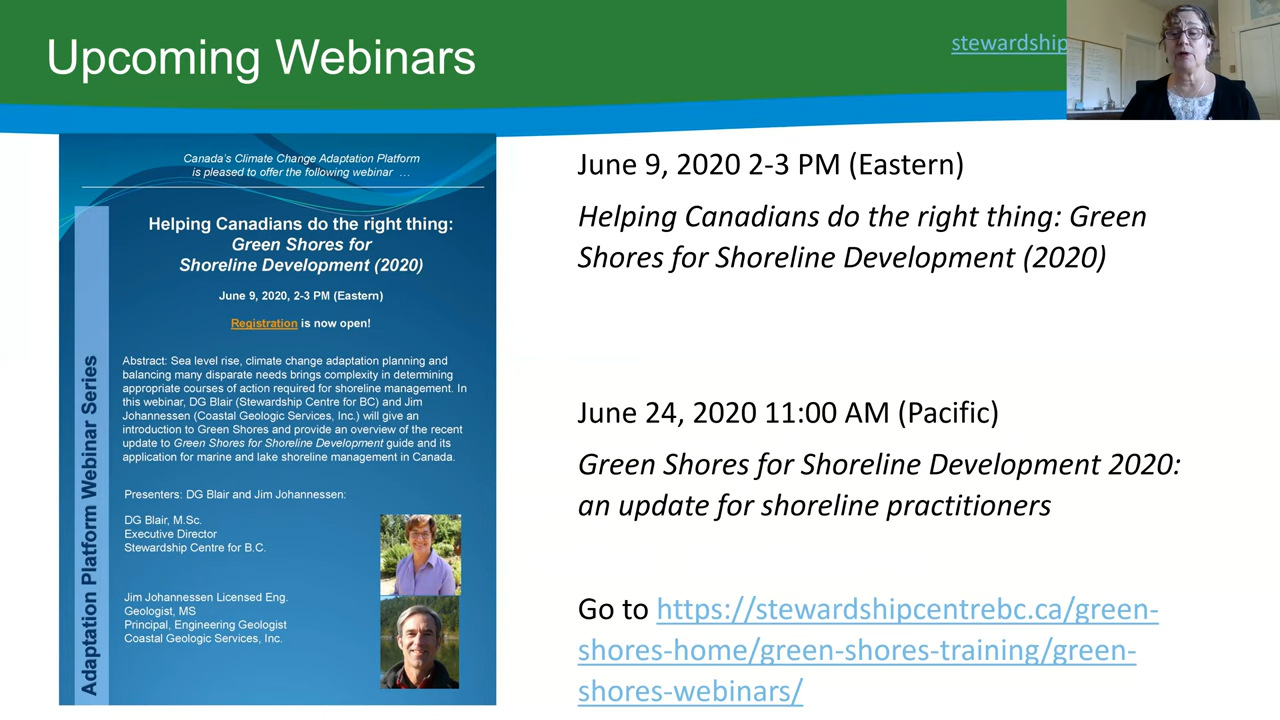 Upcoming Webinars
stewardship
Canada's Climate Change Adaptation Platform
is pleased to offer the following webinar …
Helping Canadians do the right thing:
Green Shores for
Shoreline Development (2020)
June 9, 2020, 2-3 PM (Eastern)
Registration is now open!
Abstract: Sea level rise, climate change adaptation planning and
balancing many disparate needs brings complexity in determining
appropriate courses of action required for shoreline management. In
this webinar, DG Blair (Stewardship Centre for BC) and Jim
Johannessen (Coastal Geologic Services, Inc.) will give an
introduction to Green Shores and provide an overview of the recent
update to Green Shores for Shoreline Development guide and its
application for marine and lake shoreline management in Canada.
Presenters: DG Blair and Jim Johannessen:
DG Blair, M.Sc.
Executive Director
Stewardship Centre for B.C.
Jim Johannessen Licensed Eng.
Geologist, MS
Principal, Engineering Geologist
Coastal Geologic Services, Inc.
Adaptation Platform Webinar Series
June 9, 2020 2-3 PM (Eastern)
Helping Canadians do the right thing: Green
Shores for Shoreline Development (2020)
June 24, 2020 11:00 AM (Pacific)
Green Shores for Shoreline Development 2020:
an update for shoreline practitioners
Go to https://stewardshipcentrebc.ca/green-
shores-home/green-shores-training/green-
shores-webinars/